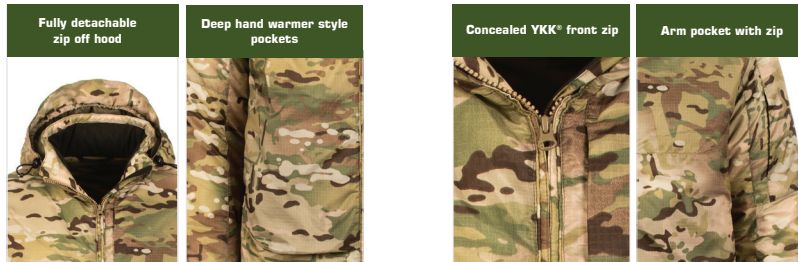 Fully detachable
zip off hood
Deep hand warmer style
pockets
Concealed YKK® front zip
Arm pocket with zip